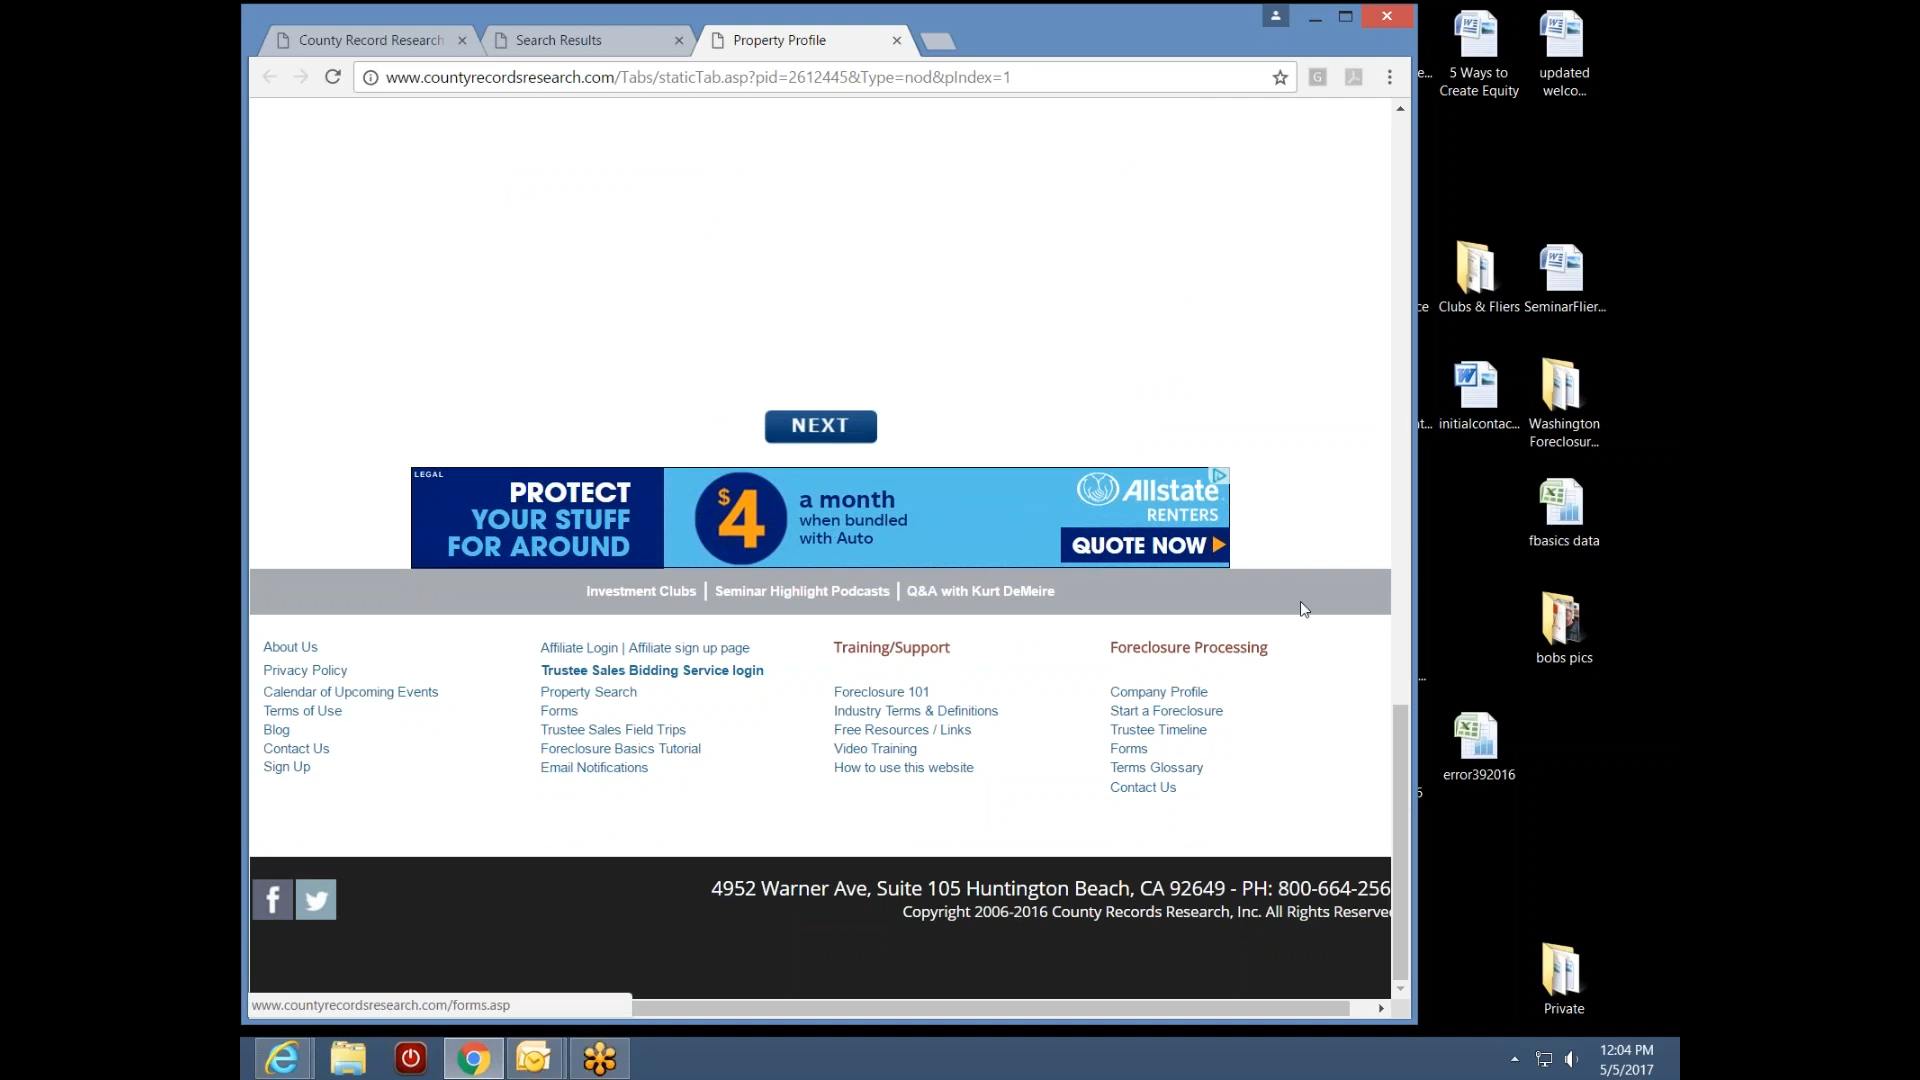 County Record Research
Search Results
Property Profile
www.countyrecordsresearch.com/Tabs/staticTab.asp?pid=2612445&Type=nod&pIndex=1
NEXT
LEGAL
PROTECT
YOUR STUFF
FOR AROUND
$4
a month
when bundled
with Auto
Allstate
RENTERS
QUOTE NOW
Investment Clubs | Seminar Highlight Podcasts | Q&A with Kurt DeMeire
About Us
Privacy Policy
Calendar of Upcoming Events
Terms of Use
Blog
Contact Us
Sign Up
Affiliate Login | Affiliate sign up page
Trustee Sales Bidding Service login
Property Search
Forms
Trustee Sales Field Trips
Foreclosure Basics Tutorial
Email Notifications
Training/Support
Foreclosure 101
Industry Terms & Definitions
Free Resources / Links
Video Training
How to use this website
Foreclosure Processing
Company Profile
Start a Foreclosure
Trustee Timeline
Forms
Terms Glossary
Contact Us
f
4952 Warner Ave, Suite 105 Huntington Beach, CA 92649 - PH: 800-664-256
Copyright 2006-2016 County Records Research, Inc. All Rights Reserve
www.countyrecordsresearch.com/forms.asp
e...
5 Ways to
Create Equity
updated
welco...
ce
Clubs & Fliers
SeminarFlier...
t...
initialcontac...
Washington
Foreclosur...
fbasics data
bobs pics
...
error392016
Private
12:04 PM
5/5/2017